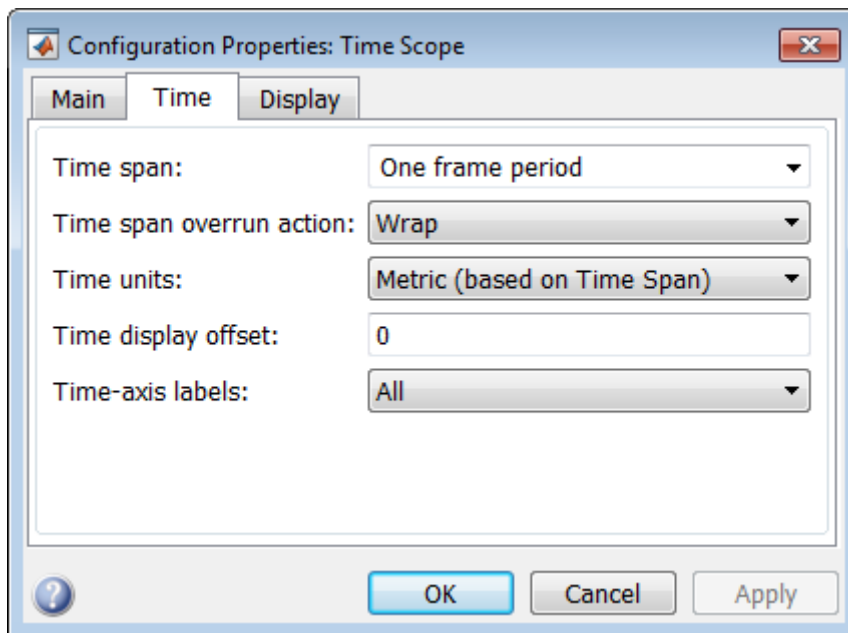 Configuration Properties: Time Scope
Main Time Display
Time span: One frame period
Time span overrun action: Wrap
Time units: Metric (based on Time Span)
Time display offset: 0
Time-axis labels: All
? OK Cancel Apply